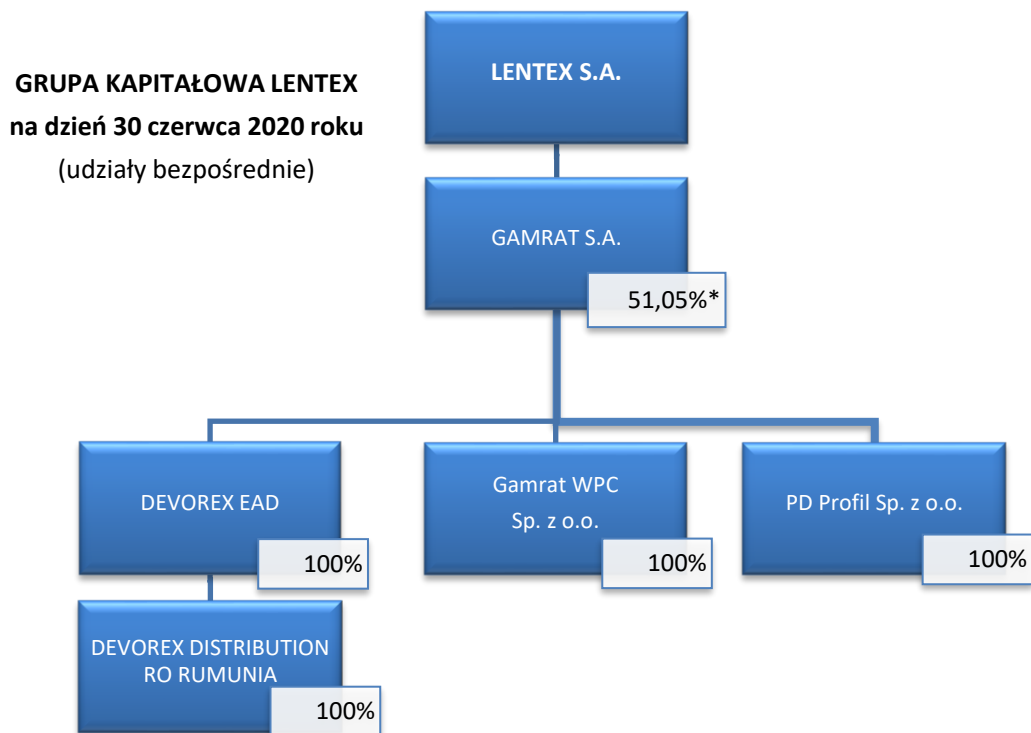 GRUPA KAPITAŁOWA LENTEX
na dzień 30 czerwca 2020 roku
(udziały bezpośrednie)
LENTEX S.A.
GAMRAT S.A.
51,05%*
DEVOREX EAD
100%
Gamrat WPC
Sp. z o.o.
100%
PD Profil Sp. z o.o.
100%
DEVOREX DISTRIBUTION
RO RUMUNIA
100%